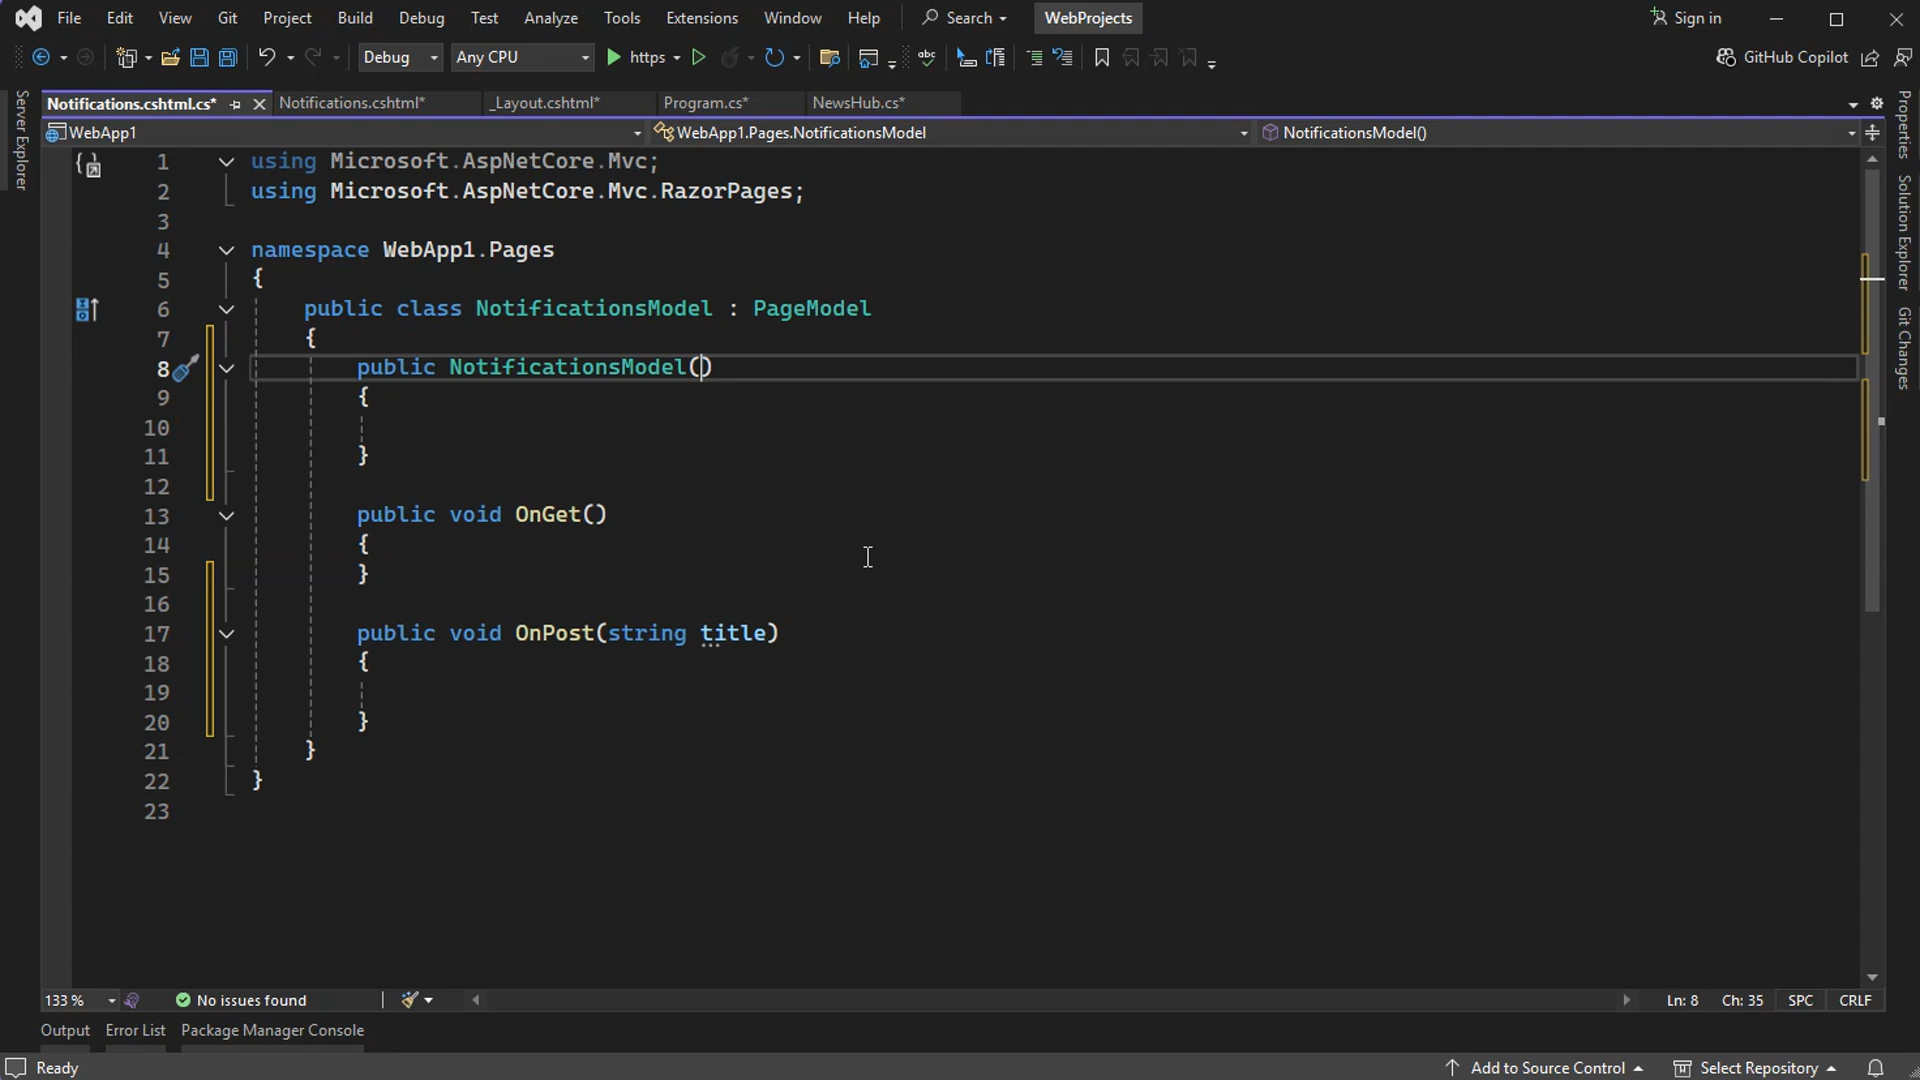 File Edit View Git Project Build Debug Test Analyze Tools Extensions Window Help Search WebProjects Sign in
Debug Any CPU https abc GitHub Copilot
Notifications.cshtml.cs* Notifications.cshtml* _Layout.cshtml* Program.cs* NewsHub.cs*
WebApp1 WebApp1.Pages.NotificationsModel NotificationsModel()
Server Explorer
1 using Microsoft.AspNetCore.Mvc;
2 using Microsoft.AspNetCore.Mvc.RazorPages;
3
4 namespace WebApp1.Pages
5 {
6 public class NotificationsModel : PageModel
7 {
8 public NotificationsModel()
9 {
10
11 }
12
13 public void OnGet()
14 {
15 }
16
17 public void OnPost(string title)
18 {
19
20 }
21 }
22 }
23
Properties
Solution Explorer
Git Changes
133 % No issues found Ln: 8 Ch: 35 SPC CRLF
Output Error List Package Manager Console
Ready Add to Source Control Select Repository